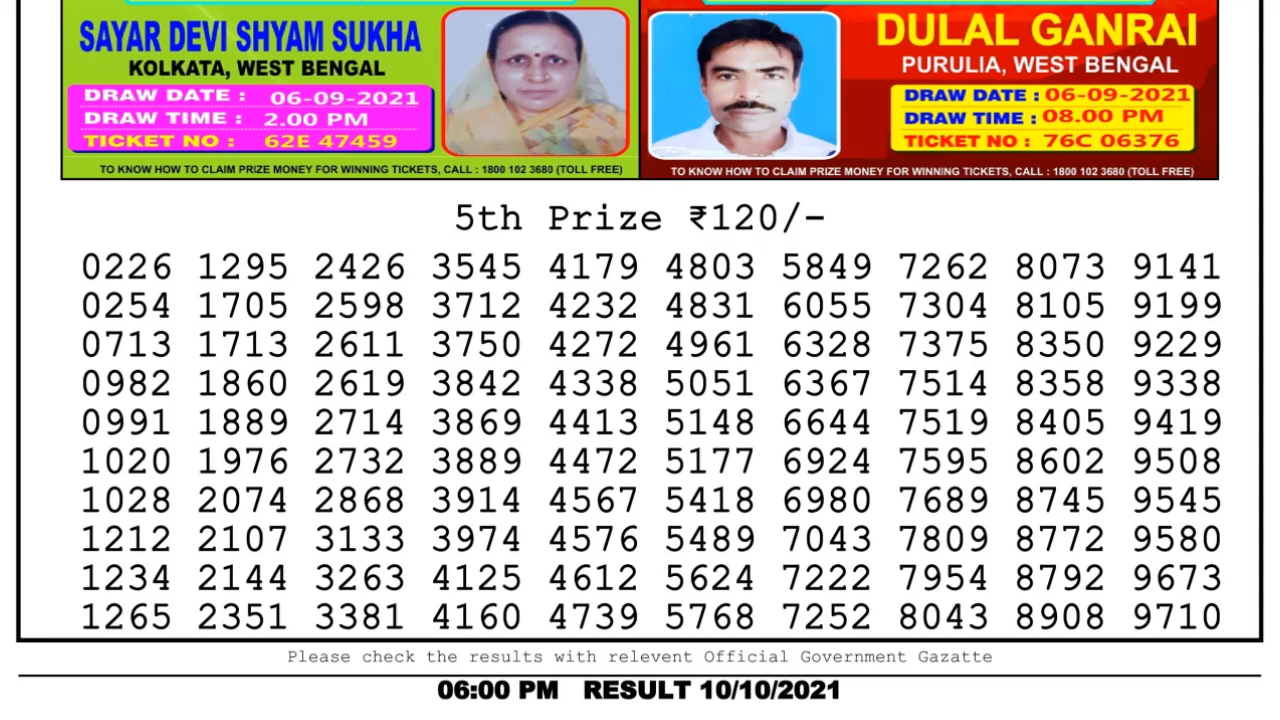 SAYAR DEVI SHYAM SUKHA
KOLKATA, WEST BENGAL
DRAW DATE : 06-09-2021
DRAW TIME : 2.00 PM
TICKET NO : 62E 47459
TO KNOW HOW TO CLAIM PRIZE MONEY FOR WINNING TICKETS, CALL : 1800 102 3680 (TOLL FREE)
DULAL GANRAI
PURULIA, WEST BENGAL
DRAW DATE : 06-09-2021
DRAW TIME : 08.00 PM
TICKET NO : 76C 06376
TO KNOW HOW TO CLAIM PRIZE MONEY FOR WINNING TICKETS, CALL : 1800 102 3680 (TOLL FREE)
5th Prize ₹120/-
0226 1295 2426 3545 4179 4803 5849 7262 8073 9141
0254 1705 2598 3712 4232 4831 6055 7304 8105 9199
0713 1713 2611 3750 4272 4961 6328 7375 8350 9229
0982 1860 2619 3842 4338 5051 6367 7514 8358 9338
0991 1889 2714 3869 4413 5148 6644 7519 8405 9419
1020 1976 2732 3889 4472 5177 6924 7595 8602 9508
1028 2074 2868 3914 4567 5418 6980 7689 8745 9545
1212 2107 3133 3974 4576 5489 7043 7809 8772 9580
1234 2144 3263 4125 4612 5624 7222 7954 8792 9673
1265 2351 3381 4160 4739 5768 7252 8043 8908 9710
Please check the results with relevent Official Government Gazatte
06:00 PM RESULT 10/10/2021